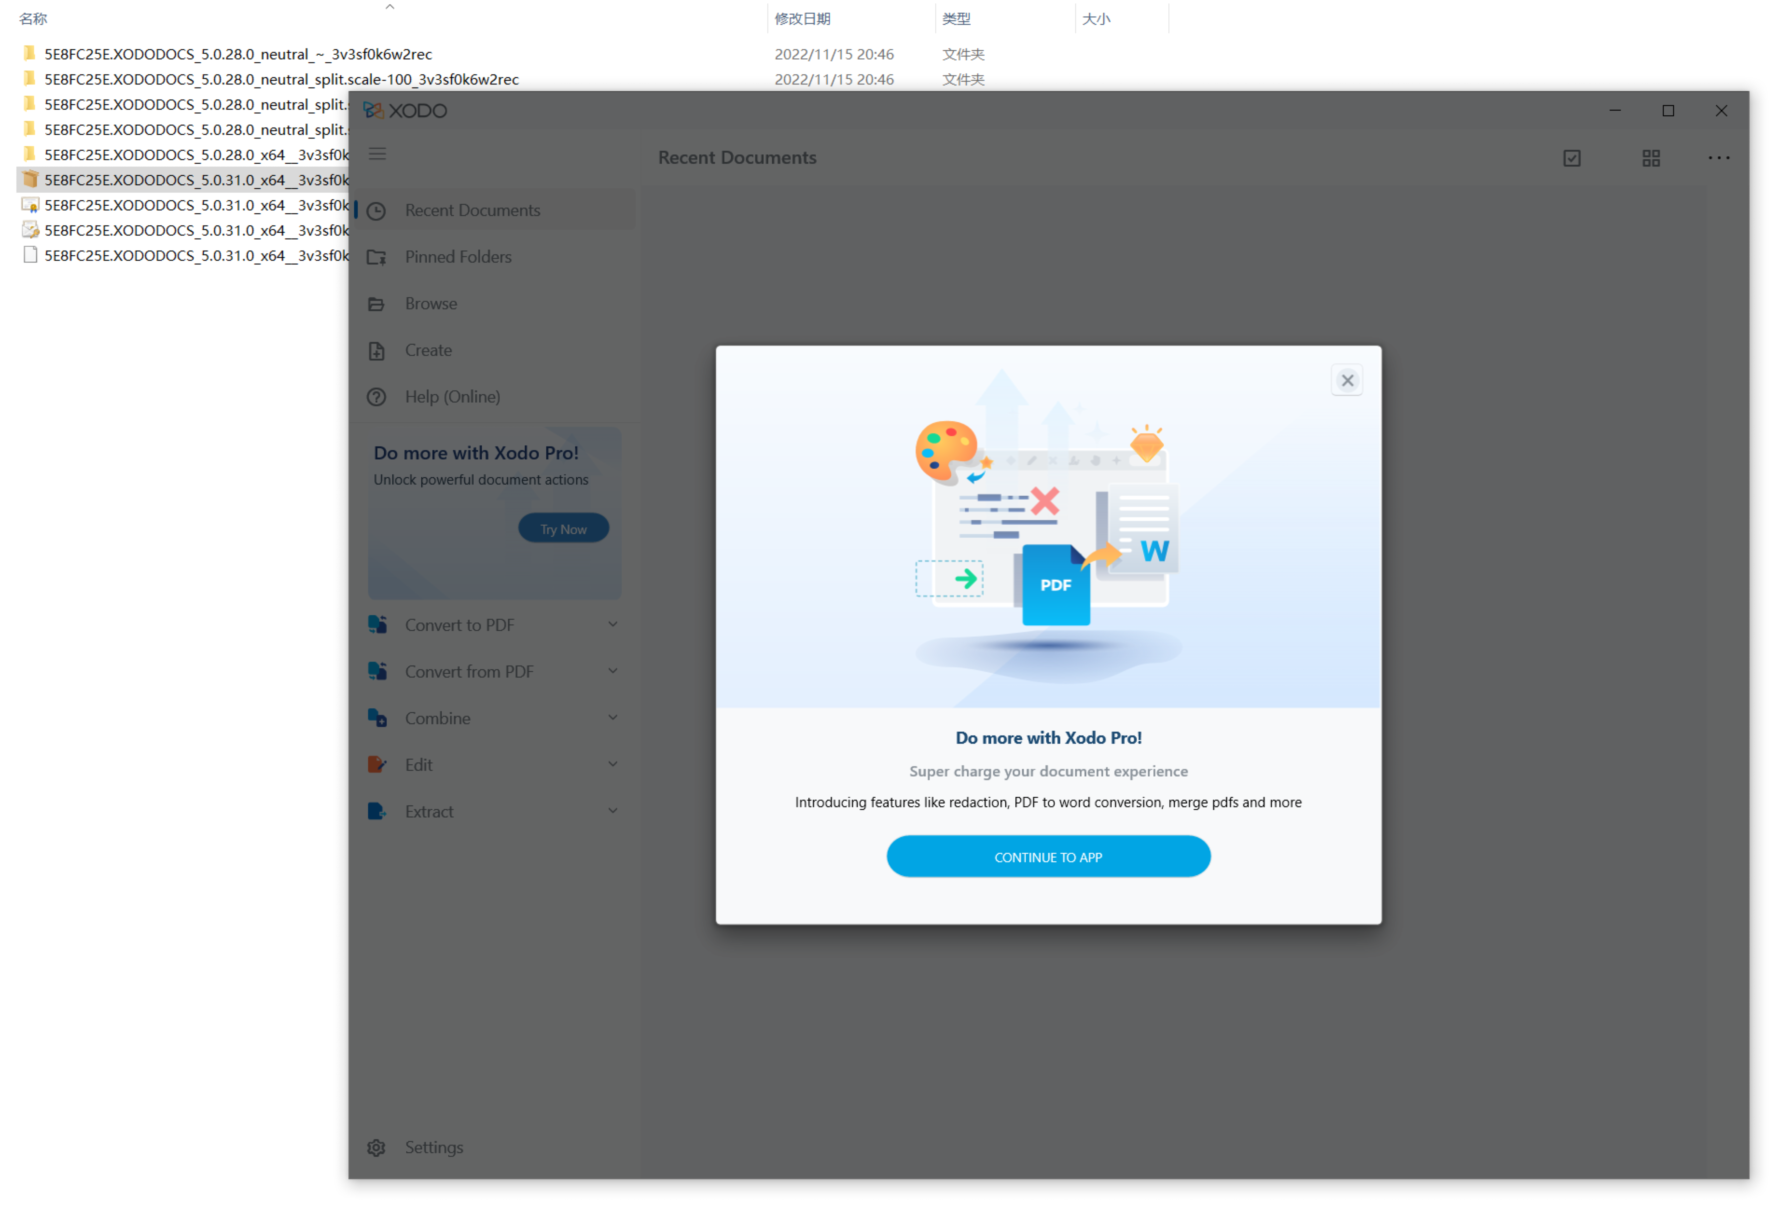 名称 修改日期 类型 大小
5E8FC25E.XODODOCS_5.0.28.0_neutral_~_3v3sf0k6w2rec 2022/11/15 20:46 文件夹
5E8FC25E.XODODOCS_5.0.28.0_neutral_split.scale-100_3v3sf0k6w2rec 2022/11/15 20:46 文件夹
5E8FC25E.XODODOCS_5.0.28.0_neutral_split.
5E8FC25E.XODODOCS_5.0.28.0_neutral_split.
5E8FC25E.XODODOCS_5.0.28.0_x64__3v3sf0k
5E8FC25E.XODODOCS_5.0.31.0_x64__3v3sf0k
5E8FC25E.XODODOCS_5.0.31.0_x64__3v3sf0k
5E8FC25E.XODODOCS_5.0.31.0_x64__3v3sf0k
5E8FC25E.XODODOCS_5.0.31.0_x64__3v3sf0k
XODO
Recent Documents
Recent Documents
Pinned Folders
Browse
Create
Help (Online)
Do more with Xodo Pro!
Unlock powerful document actions
Try Now
Convert to PDF
Convert from PDF
Combine
Edit
Extract
Settings
W
PDF
Do more with Xodo Pro!
Super charge your document experience
Introducing features like redaction, PDF to word conversion, merge pdfs and more
CONTINUE TO APP